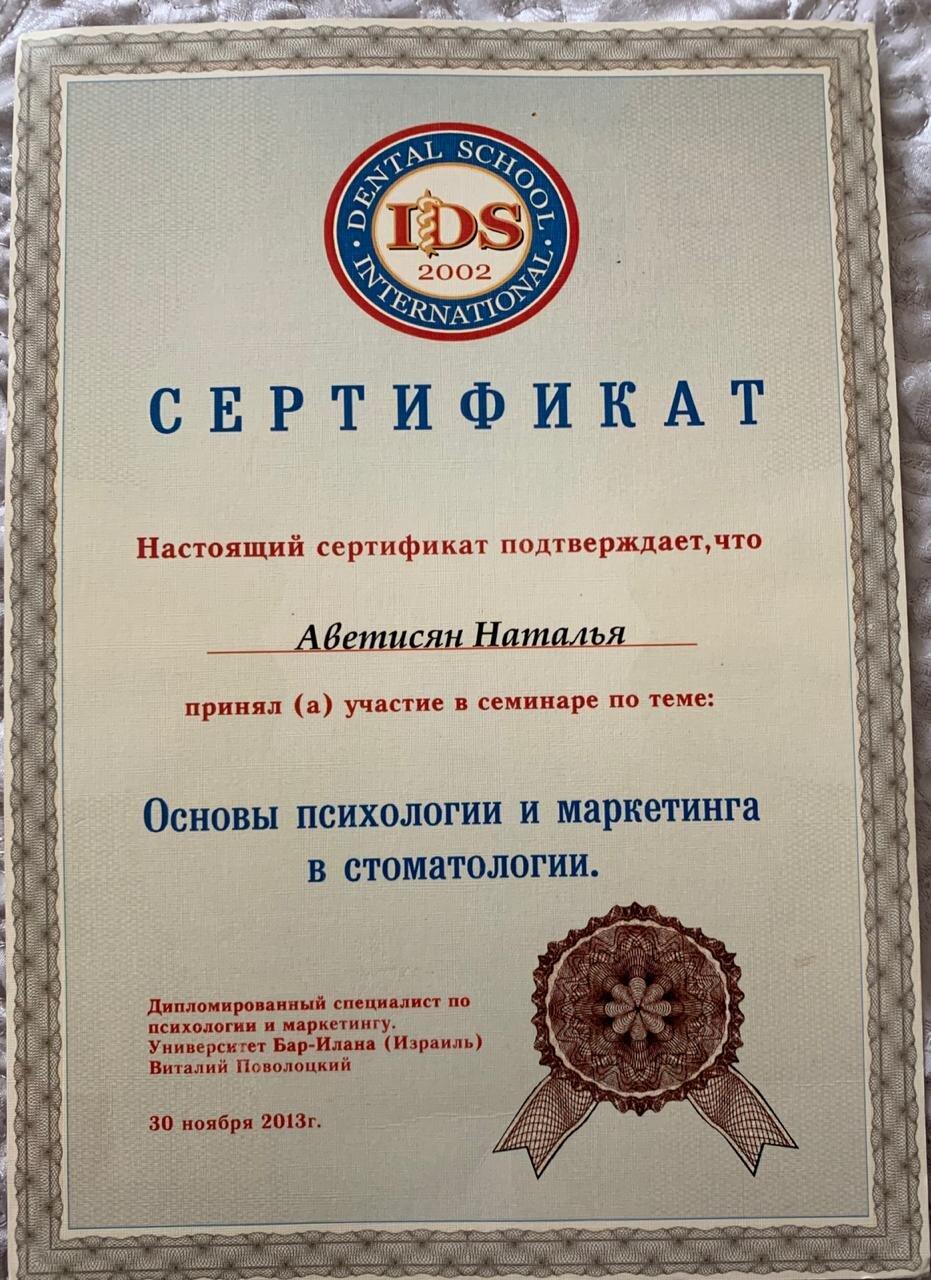 DENTAL SCHOOL
IDS
2002
INTERNATIONAL
СЕРТИФИКАТ
Настоящий сертификат подтверждает,что
Аветисян Наталья
принял (а) участие в семинаре по теме:
Основы психологии и маркетинга
в стоматологии.
Дипломированный специалист по
психологии и маркетингу.
Университет Бар-Илана (Израиль)
Виталий Поволоцкий
30 ноября 2013г.